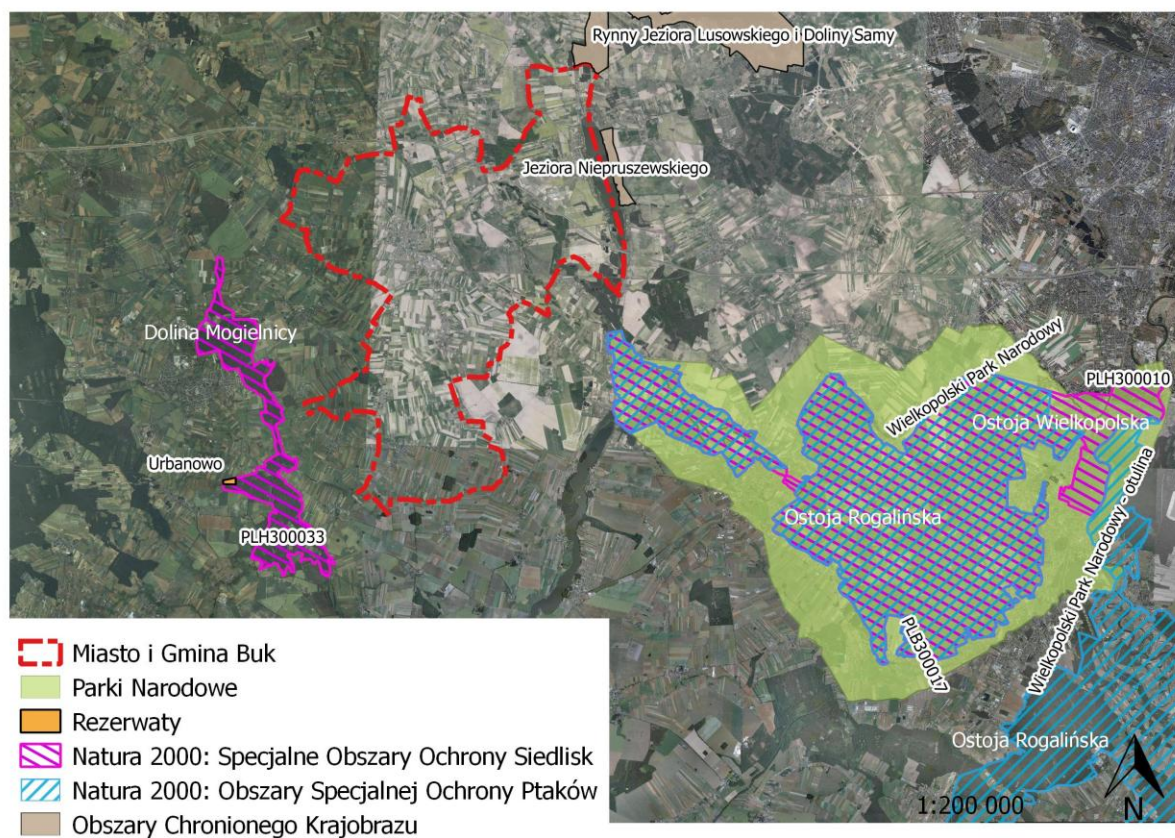 Rynny Jeziora Lusowskiego i Doliny Samy
Jeziora Niepruszewskiego
Dolina Mogielnicy
Wielkopolski Park Narodowy
PLH300010
Ostoja Wielkopolska
Urbanowo
Ostoja Rogalińska
PLH300033
Wielkopolski Park Narodowy - otulina
PLB300017
Ostoja Rogalińska
Miasto i Gmina Buk
Parki Narodowe
Rezerwaty
Natura 2000: Specjalne Obszary Ochrony Siedlisk
Natura 2000: Obszary Specjalnej Ochrony Ptaków
Obszary Chronionego Krajobrazu
1:200 000
N